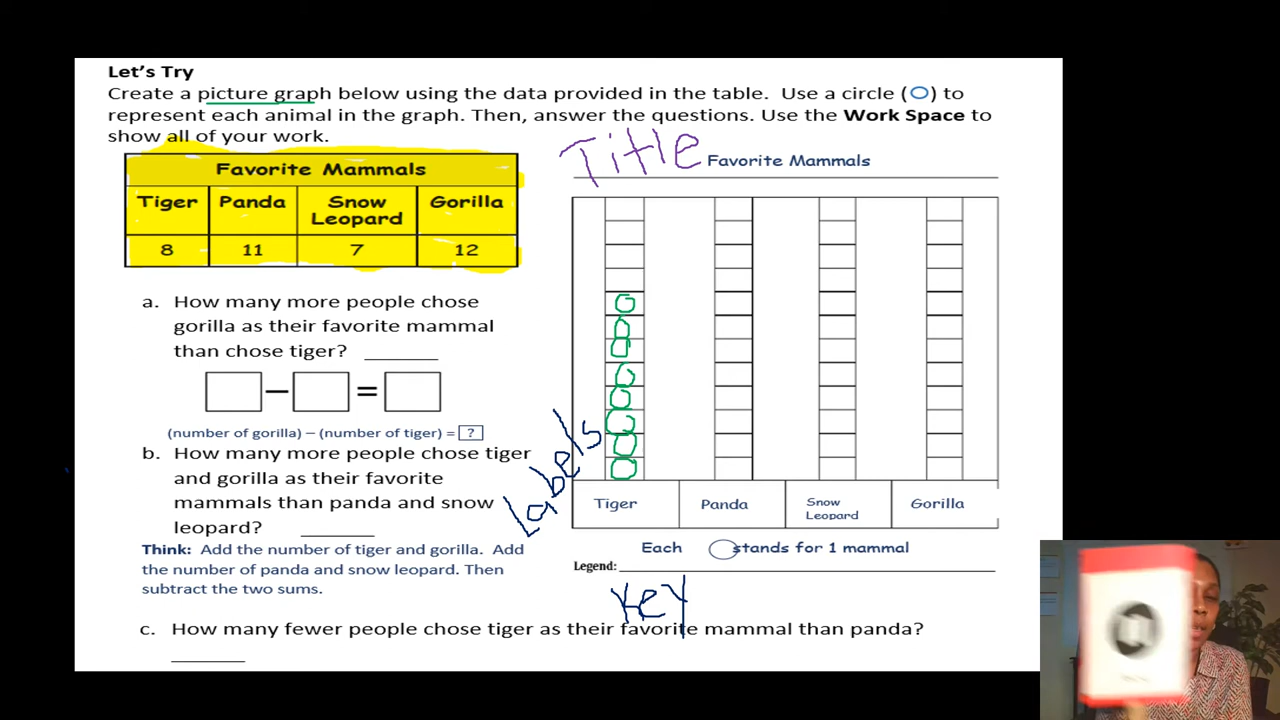 Let's Try
Create a picture graph below using the data provided in the table. Use a circle (O) to
represent each animal in the graph. Then, answer the questions. Use the Work Space to
show all of your work.
Favorite Mammals
Tiger Panda Snow Leopard Gorilla
8 11 7 12
a. How many more people chose
gorilla as their favorite mammal
than chose tiger? ________
– =
(number of gorilla) – (number of tiger) = ?
b. How many more people chose tiger
and gorilla as their favorite
mammals than panda and snow
leopard? ________
Think: Add the number of tiger and gorilla. Add
the number of panda and snow leopard. Then
subtract the two sums.
c. How many fewer people chose tiger as their favorite mammal than panda?
________
Title Favorite Mammals
Labels
Tiger Panda Snow Leopard Gorilla
Each stands for 1 mammal
Legend:
Key